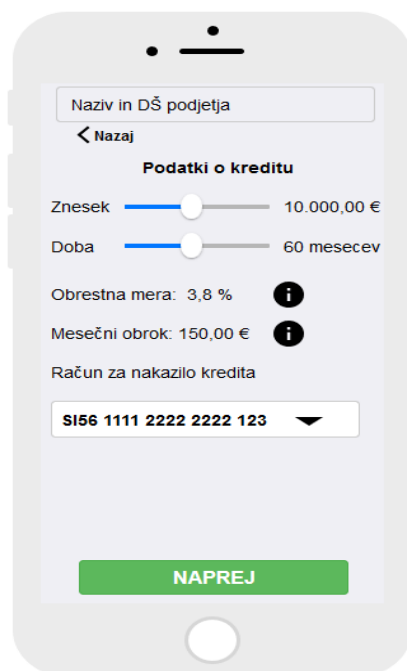 Naziv in DŠ podjetja
Nazaj
Podatki o kreditu
Znesek 10.000,00 €
Doba 60 mesecev
Obrestna mera: 3,8 % i
Mesečni obrok: 150,00 € i
Račun za nakazilo kredita
SI56 1111 2222 2222 123
NAPREJ